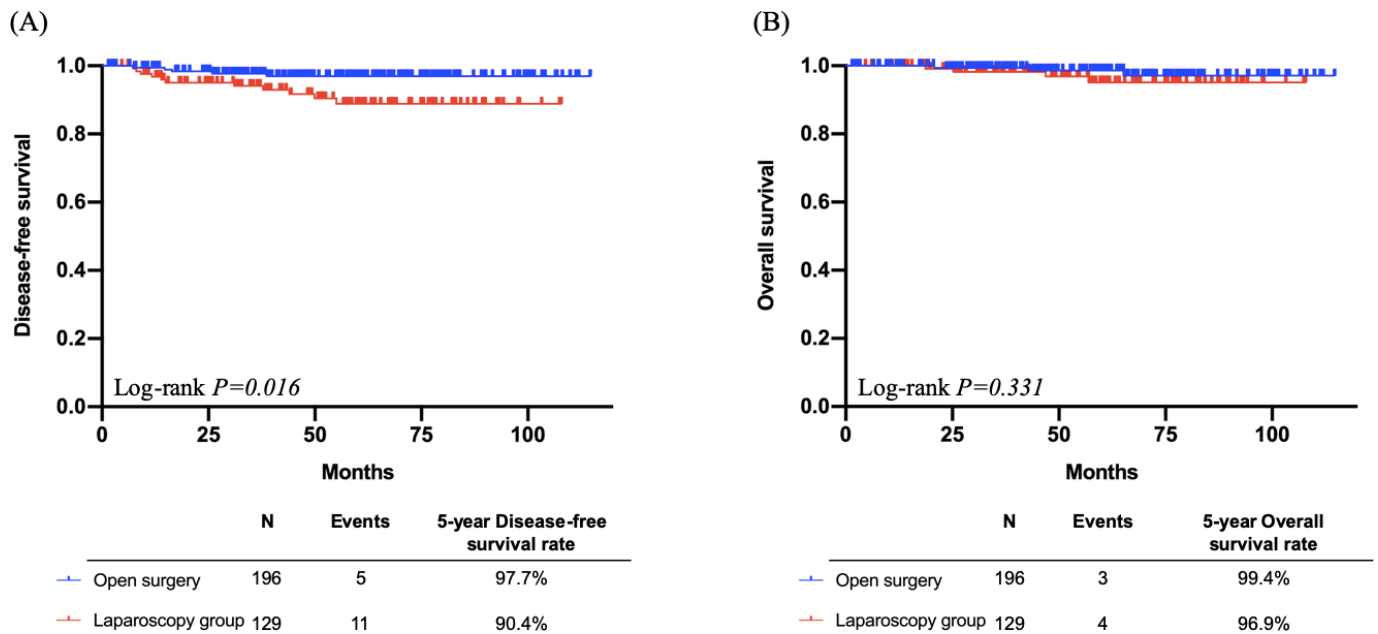 (A)
Disease-free survival
1.0
0.8
0.6
0.4
0.2
0.0
Log-rank P=0.016
0 25 50 75 100
Months
N Events 5-year Disease-free
survival rate
Open surgery 196 5 97.7%
Laparoscopy group 129 11 90.4%
(B)
Overall survival
1.0
0.8
0.6
0.4
0.2
0.0
Log-rank P=0.331
0 25 50 75 100
Months
N Events 5-year Overall
survival rate
Open surgery 196 3 99.4%
Laparoscopy group 129 4 96.9%